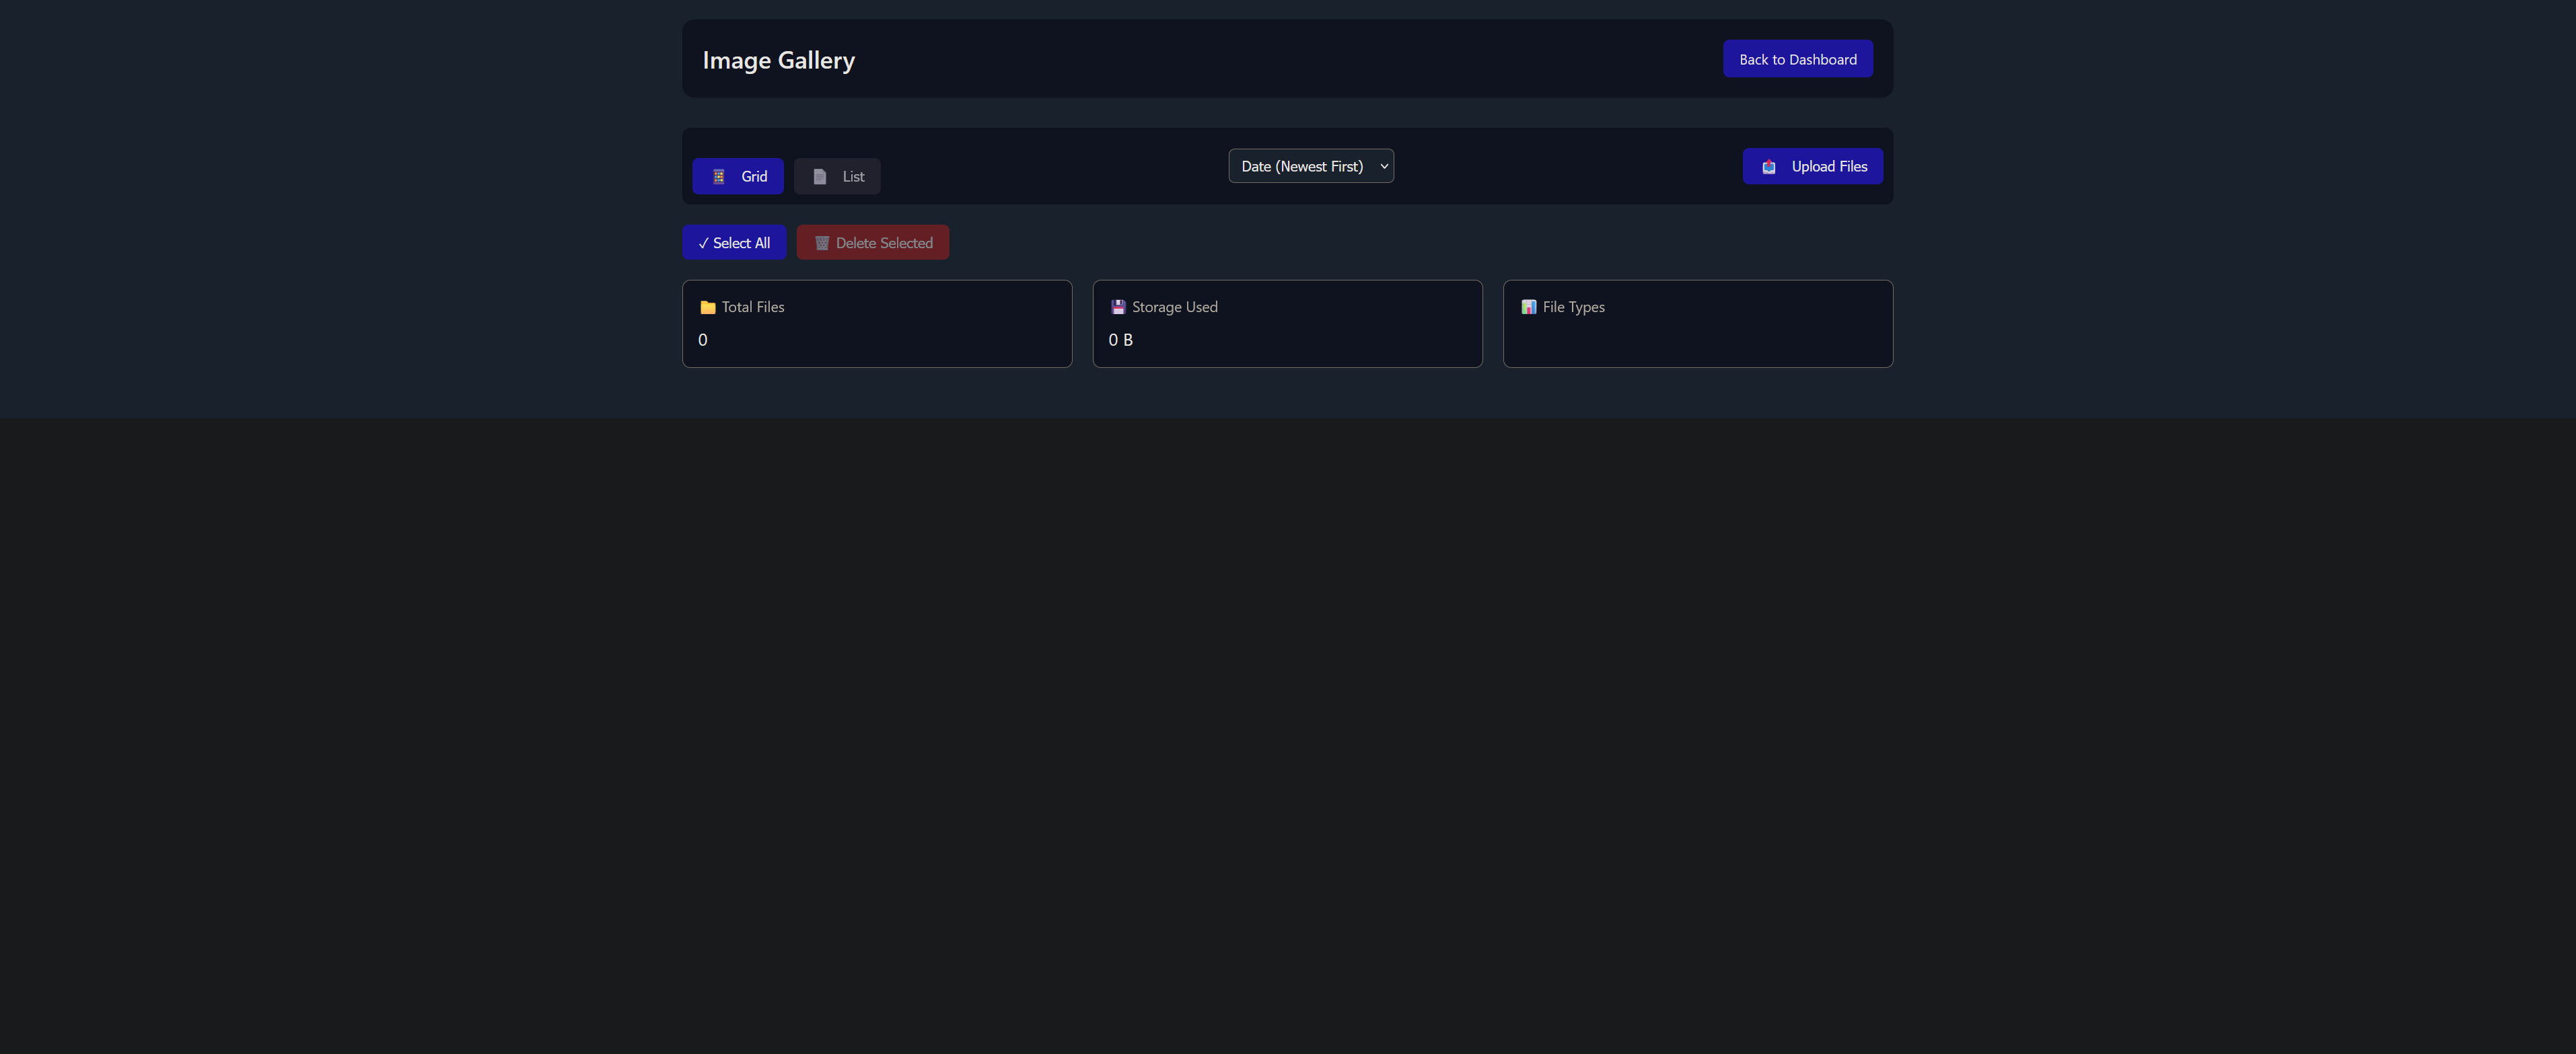 Image Gallery
Back to Dashboard
Grid
List
Date (Newest First)
Upload Files
✓ Select All
Delete Selected
Total Files
0
Storage Used
0 B
File Types